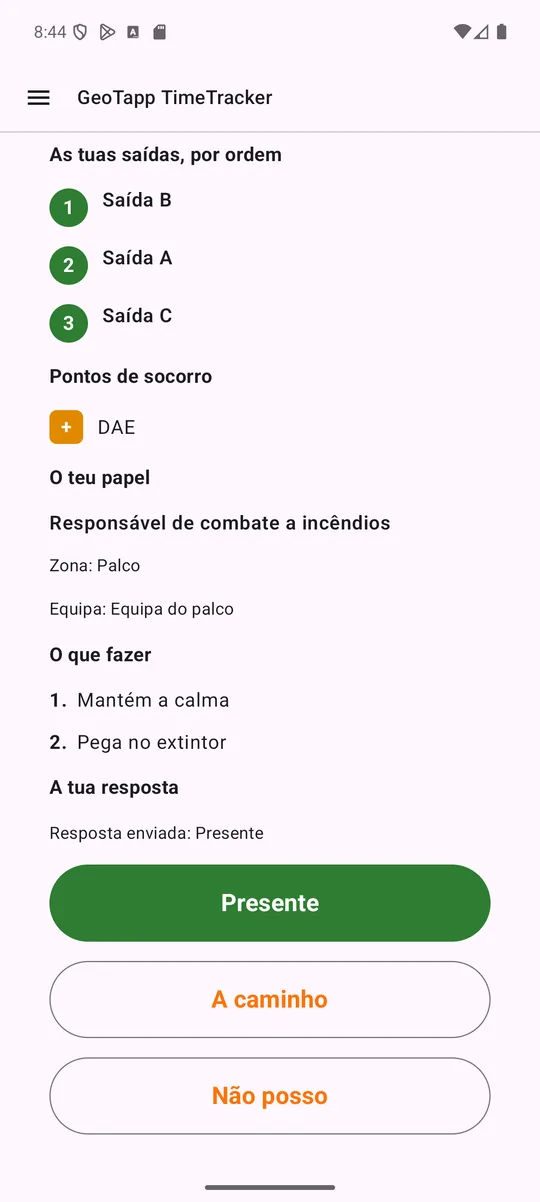 8:44
GeoTapp TimeTracker
As tuas saídas, por ordem
1 Saída B
2 Saída A
3 Saída C
Pontos de socorro
+ DAE
O teu papel
Responsável de combate a incêndios
Zona: Palco
Equipa: Equipa do palco
O que fazer
1. Mantém a calma
2. Pega no extintor
A tua resposta
Resposta enviada: Presente
Presente
A caminho
Não posso